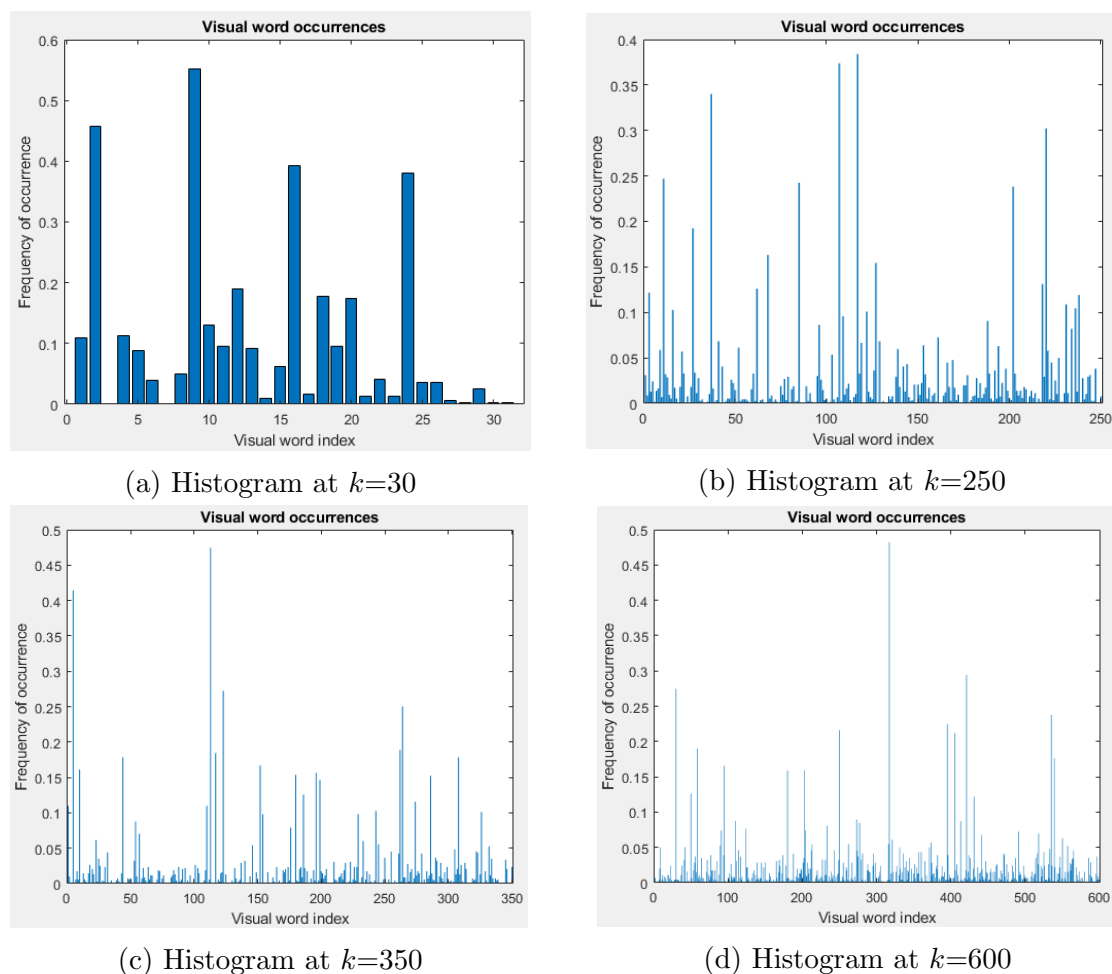 Visual word occurrences
0.6
0.5
0.4
0.3
0.2
0.1
0
Frequency of occurrence
0 5 10 15 20 25 30
Visual word index
(a) Histogram at k=30
Visual word occurrences
0.4
0.35
0.3
0.25
0.2
0.15
0.1
0.05
0
Frequency of occurrence
0 50 100 150 200 250
Visual word index
(b) Histogram at k=250
Visual word occurrences
0.5
0.45
0.4
0.35
0.3
0.25
0.2
0.15
0.1
0.05
0
Frequency of occurrence
0 50 100 150 200 250 300 350
Visual word index
(c) Histogram at k=350
Visual word occurrences
0.5
0.45
0.4
0.35
0.3
0.25
0.2
0.15
0.1
0.05
0
Frequency of occurrence
0 100 200 300 400 500 600
Visual word index
(d) Histogram at k=600